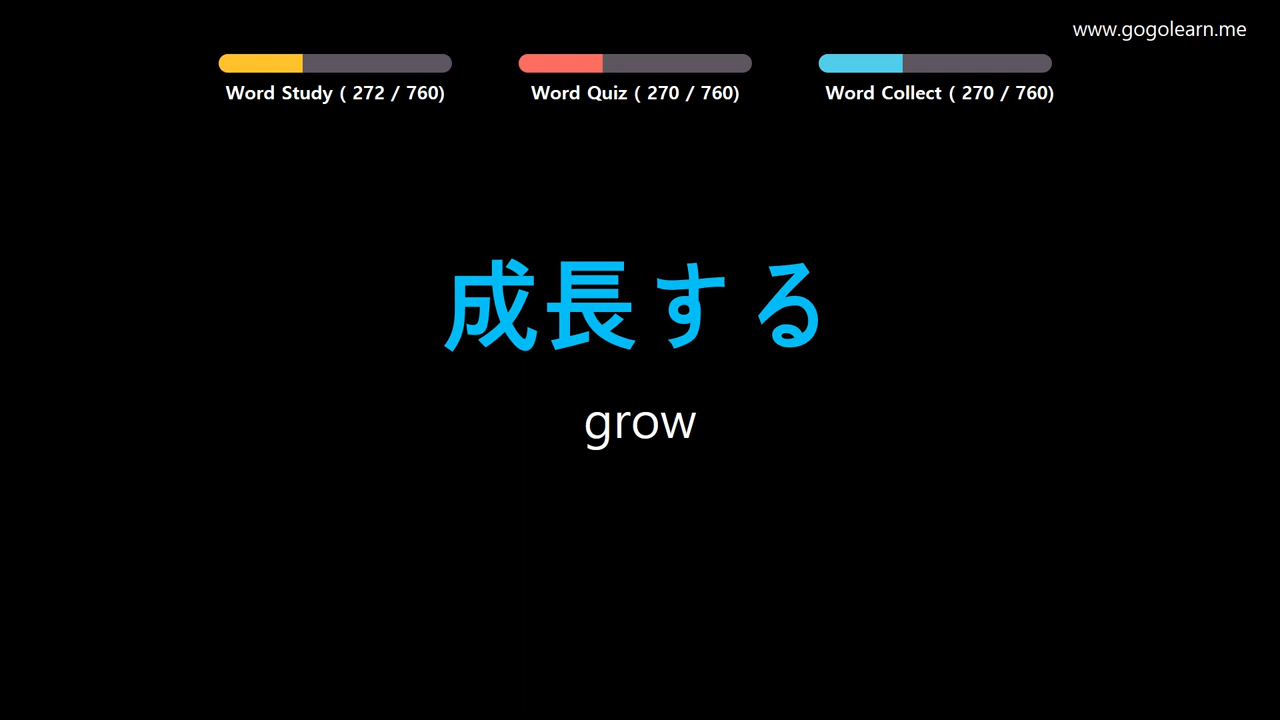 www.gogolearn.me
Word Study ( 272 / 760)
Word Quiz ( 270 / 760)
Word Collect ( 270 / 760)
成長する
grow